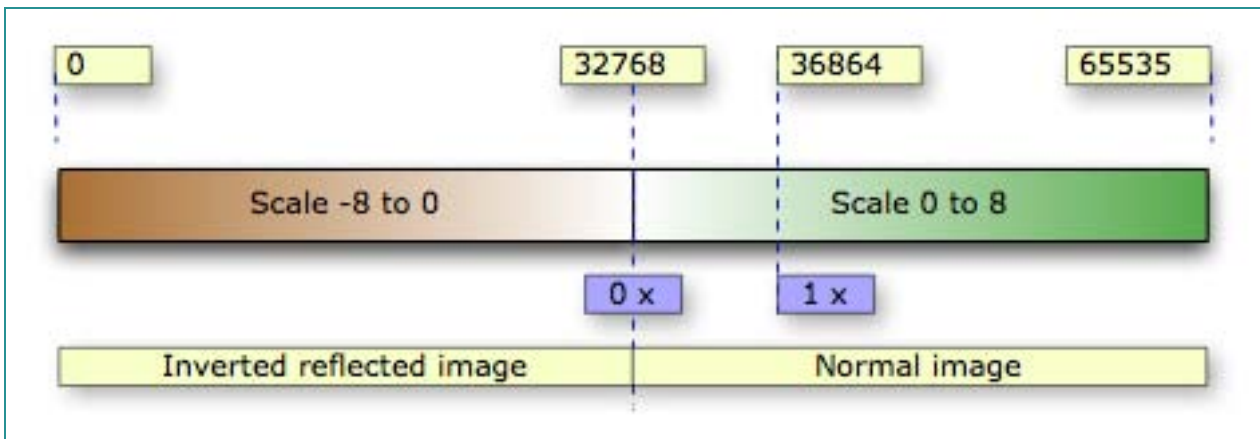 0
32768
36864
65535
Scale -8 to 0
Scale 0 to 8
0 x
1 x
Inverted reflected image
Normal image